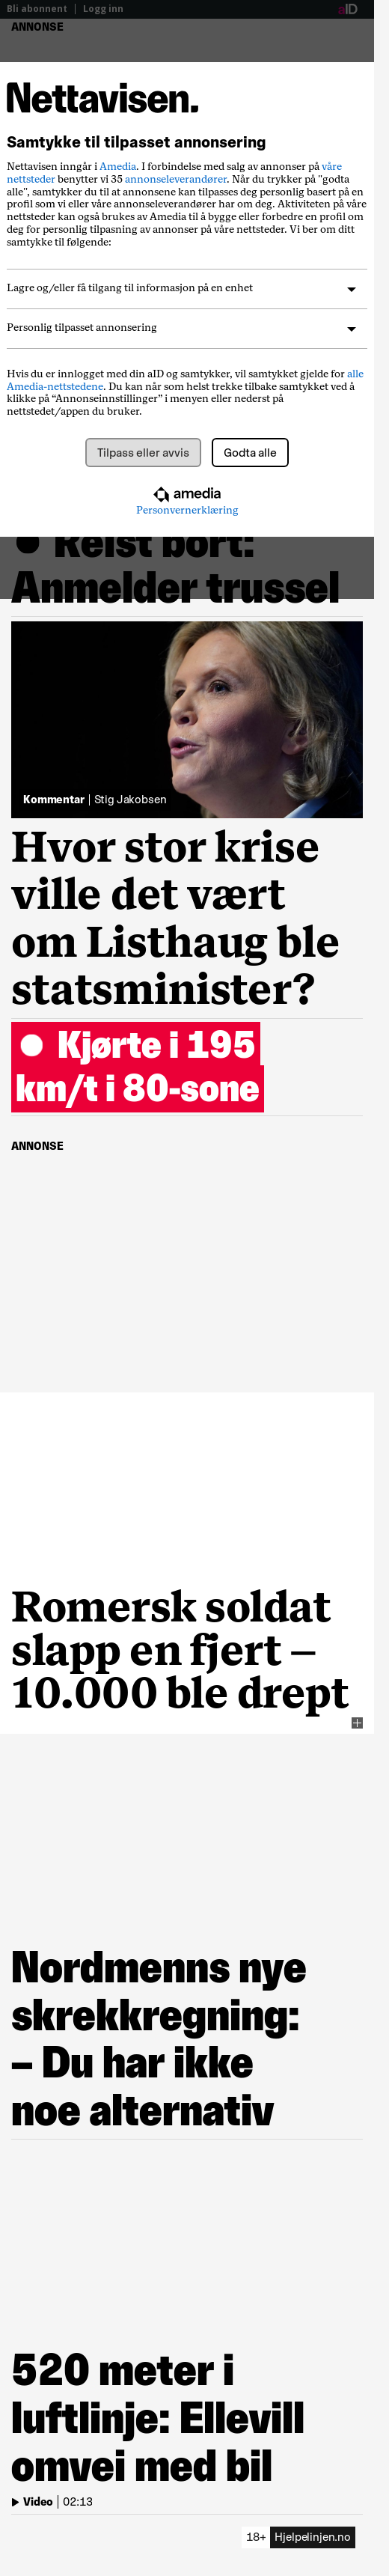 Bli abonnent | Logg inn
aID
ANNONSE
Nettavisen.
Samtykke til tilpasset annonsering
Nettavisen inngår i Amedia. I forbindelse med salg av annonser på våre
nettsteder benytter vi 35 annonseleverandører. Når du trykker på "godta
alle", samtykker du til at annonsene kan tilpasses deg personlig basert på en
profil som vi eller våre annonseleverandører har om deg. Aktiviteten på våre
nettsteder kan også brukes av Amedia til å bygge eller forbedre en profil om
deg for personlig tilpasning av annonser på våre nettsteder. Vi ber om ditt
samtykke til følgende:
Lagre og/eller få tilgang til informasjon på en enhet
Personlig tilpasset annonsering
Hvis du er innlogget med din aID og samtykker, vil samtykket gjelde for alle
Amedia-nettstedene. Du kan når som helst trekke tilbake samtykket ved å
klikke på “Annonseinnstillinger” i menyen eller nederst på
nettstedet/appen du bruker.
Tilpass eller avvis
Godta alle
amedia
Personvernerklæring
Reist bort:
Anmelder trussel
Kommentar | Stig Jakobsen
Hvor stor krise
ville det vært
om Listhaug ble
statsminister?
Kjørte i 195
km/t i 80-sone
ANNONSE
Romersk soldat
slapp en fjert –
10.000 ble drept
Nordmenns nye
skrekkregning:
– Du har ikke
noe alternativ
520 meter i
luftlinje: Ellevill
omvei med bil
Video | 02:13
18+ Hjelpelinjen.no